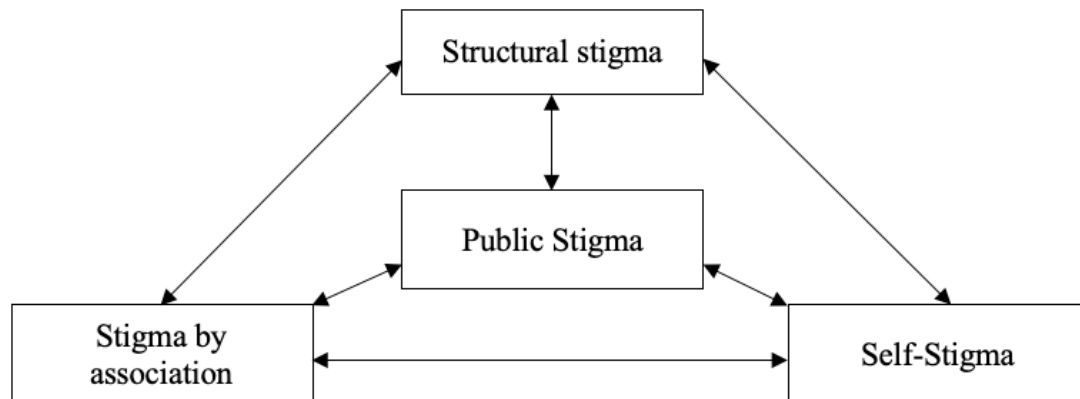 Structural stigma
Public Stigma
Stigma by
association
Self-Stigma